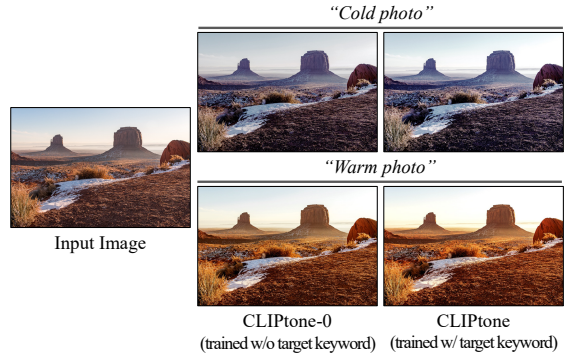 “Cold photo”
“Warm photo”
Input Image
CLIPtone-0
(trained w/o target keyword)
CLIPtone
(trained w/ target keyword)